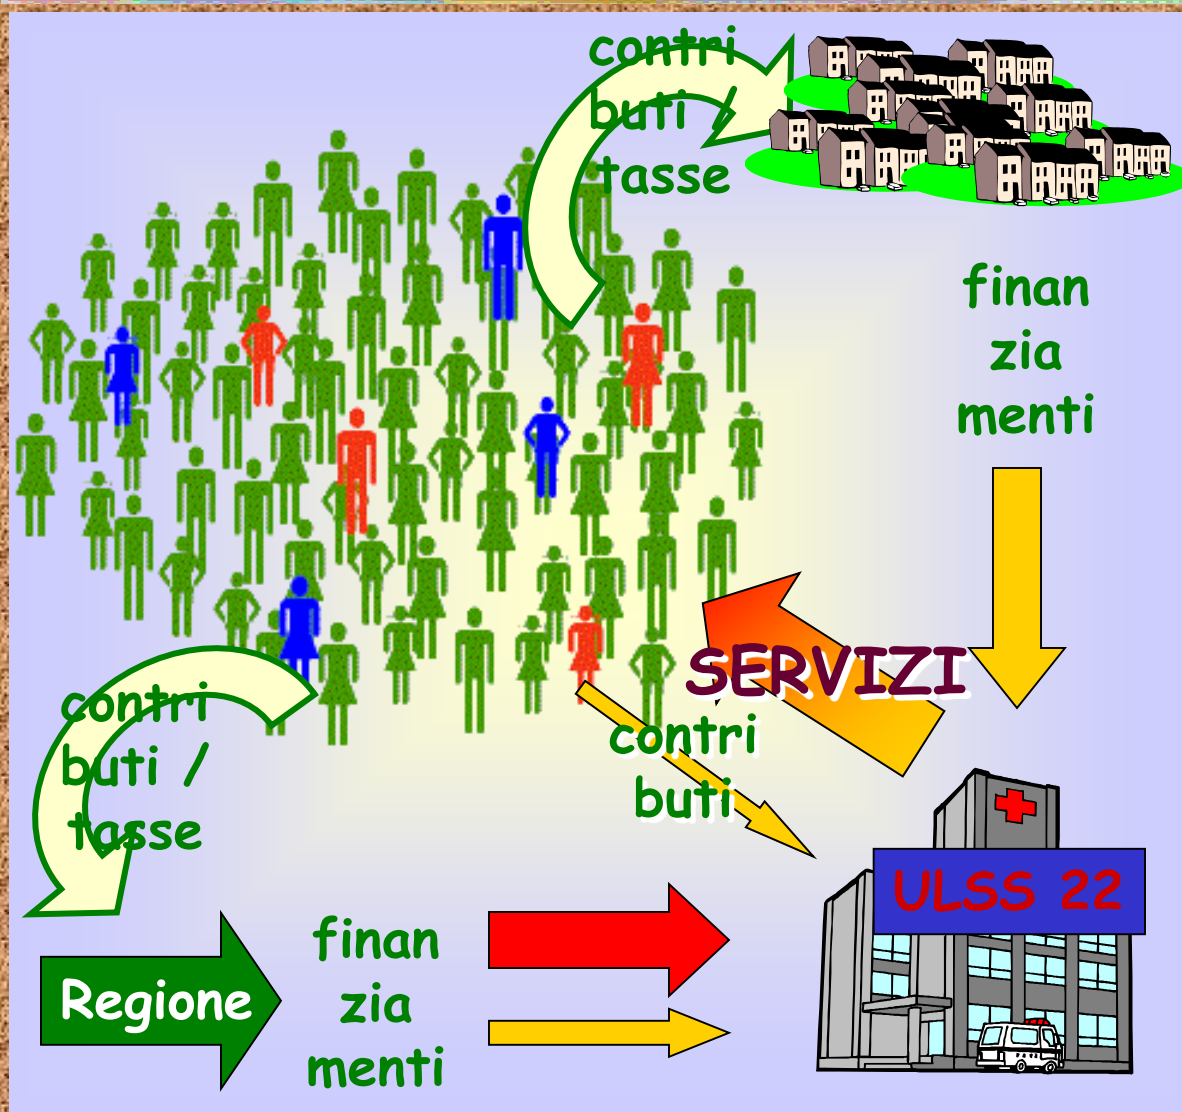 contri
buti /
tasse
finan
zia
menti
SERVIZI
contri
buti
contri
buti /
tasse
ULSS 22
Regione
finan
zia
menti